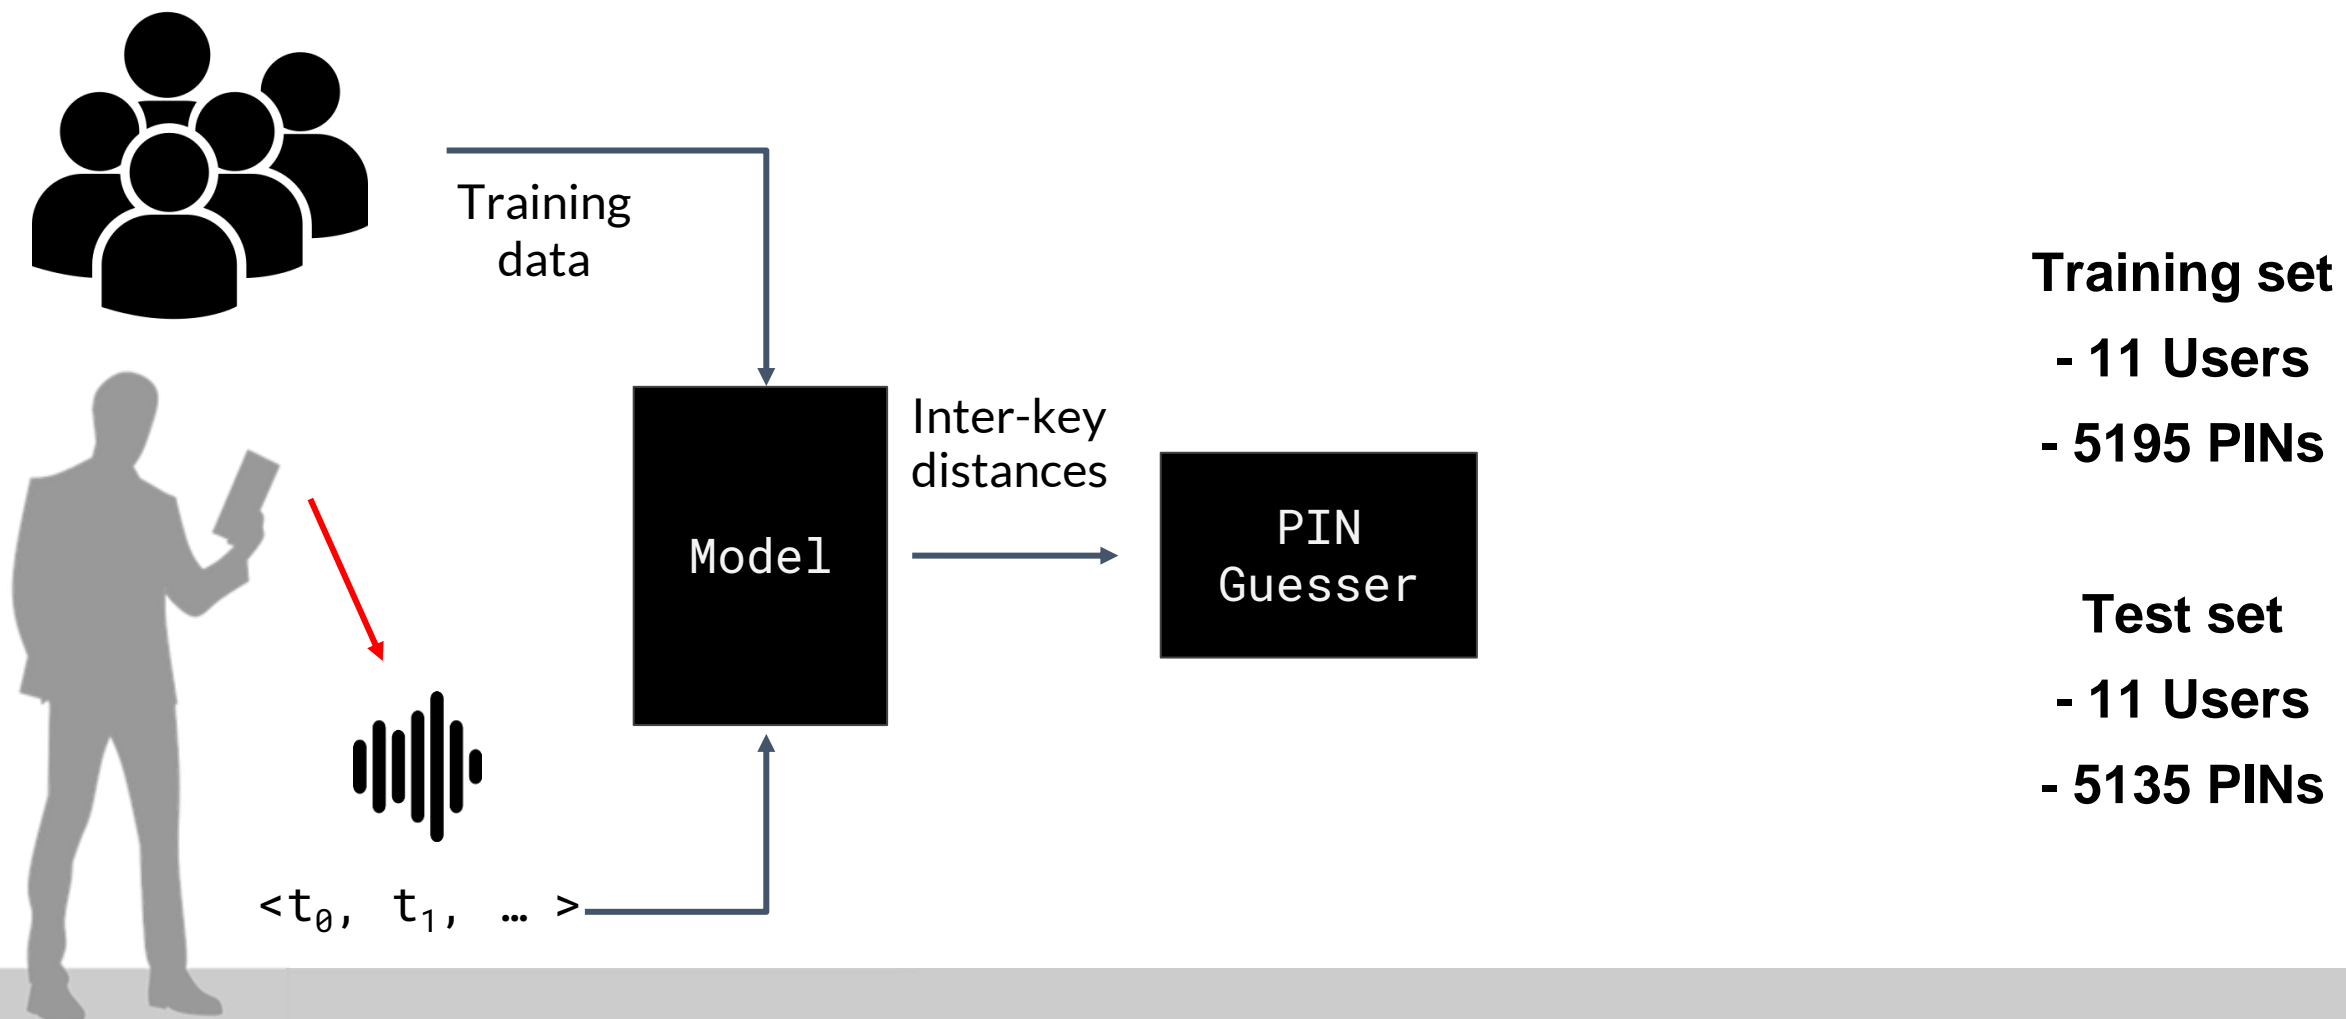 Training
data
Inter-key
distances
Model
PIN
Guesser
<t₀, t₁, … >
Training set
- 11 Users
- 5195 PINs
Test set
- 11 Users
- 5135 PINs